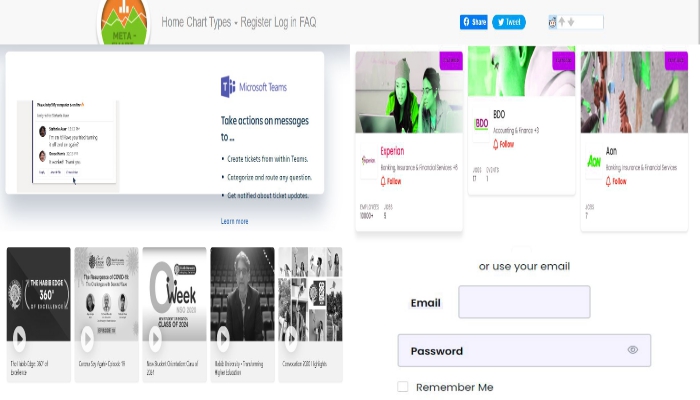 META -
Home Chart Types Register Log in FAQ
Share
Tweet
Microsoft Teams
Take actions on messages
to ...
• Create tickets from within Teams.
• Categorize and route any question.
• Get notified about ticket updates.
Learn more
Experian
Banking, Insurance & Financial Services +6
Follow
EMPLOYEES JOBS
10000+ 5
BDO
BDO
Accounting & Finance +3
Follow
JOBS EVENTS
17 1
Aon
Aon
Banking, Insurance & Financial Services
Follow
JOBS
7
THE HABIB EDGE
360°
OF EXCELLENCE
The Habib Edge: 360° of
Excellence
The Resurgence of COVID-19
Corona Say Agay• Episode 19
Week
CLASS OF 2024
New Student Orientation Class of
2024
Habib University • Transforming
Higher Education
Convocation 2020 Highlights
or use your email
Email
Password
Remember Me